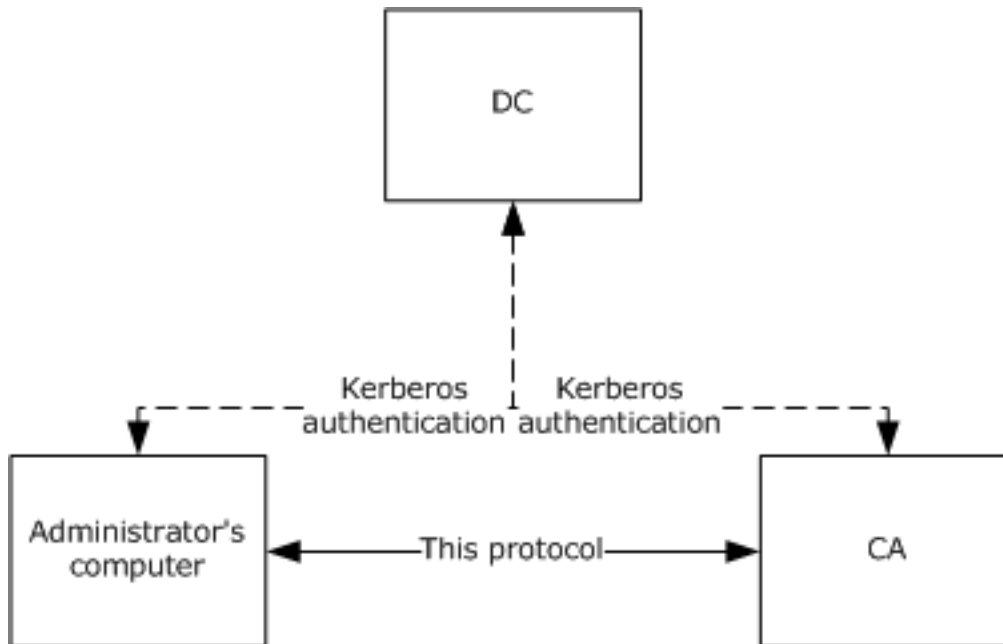 DC
Kerberos
authentication
Kerberos
authentication
Administrator's
computer
This protocol
CA